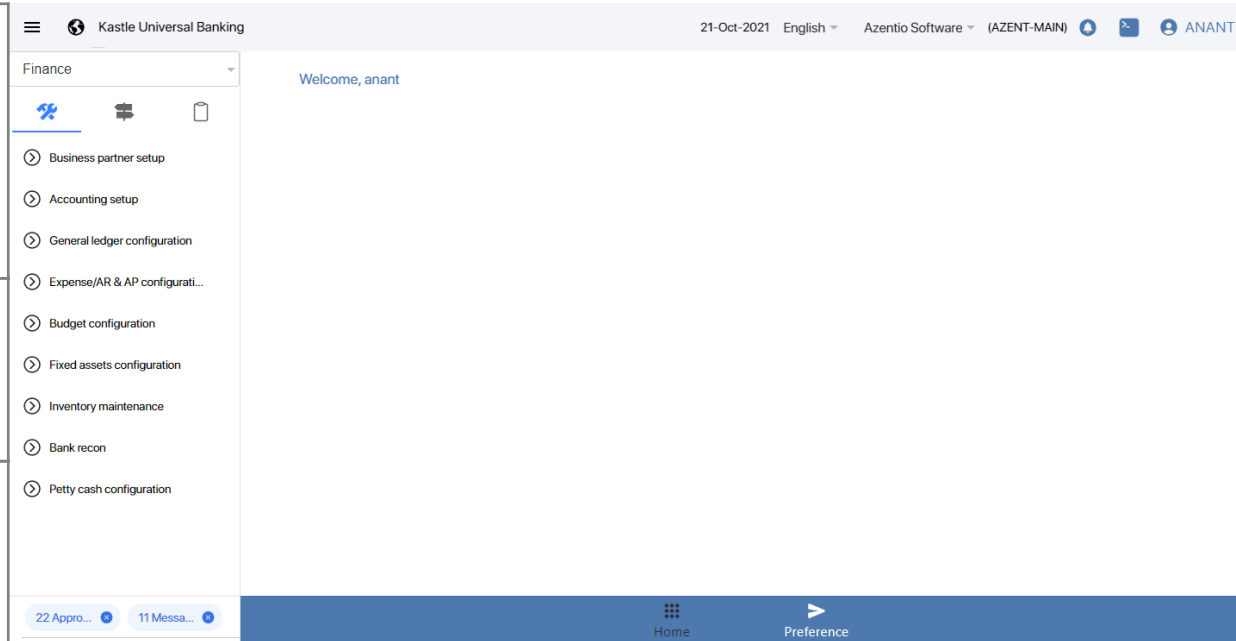 Kastle Universal Banking 21-Oct-2021 English Azentio Software (AZENT-MAIN) ANANT
Finance
Welcome, anant
Business partner setup
Accounting setup
General ledger configuration
Expense/AR & AP configurati...
Budget configuration
Fixed assets configuration
Inventory maintenance
Bank recon
Petty cash configuration
22 Appro... 11 Messa...
Home Preference